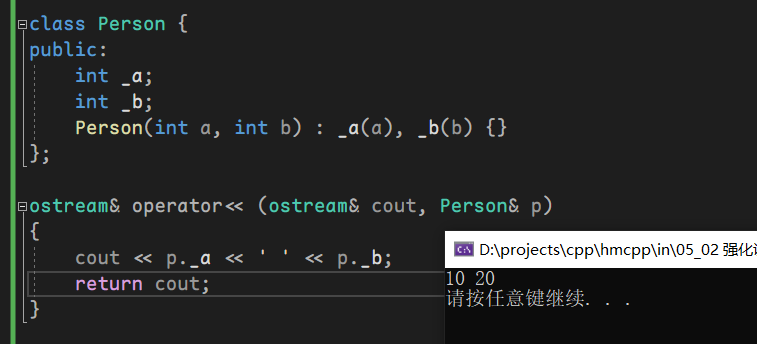 class Person {
public:
    int _a;
    int _b;
    Person(int a, int b) : _a(a), _b(b) {}
};
ostream& operator<< (ostream& cout, Person& p)
{
    cout << p._a << ' ' << p._b;
    return cout;
}
D:\projects\cpp\hmcpp\in\05_02 强化
10 20
请按任意键继续. . .